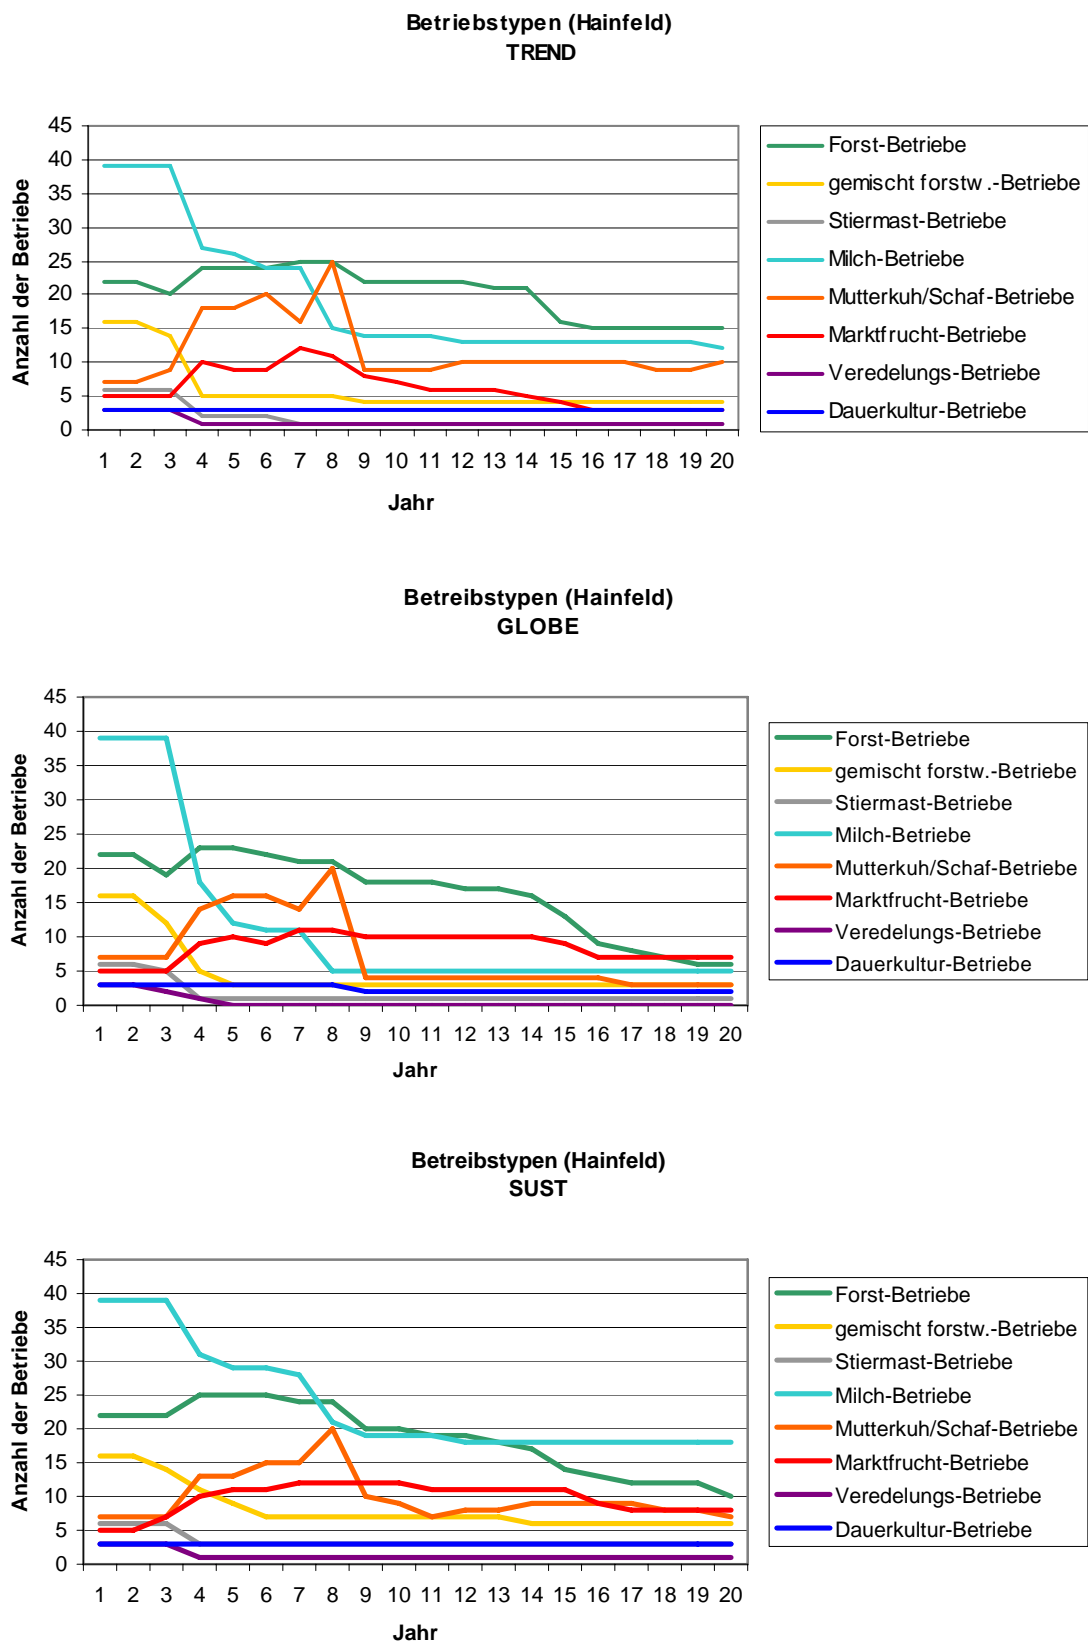 Betriebstypen (Hainfeld)
TREND
Anzahl der Betriebe
45
40
35
30
25
20
15
10
5
0
1 2 3 4 5 6 7 8 9 10 11 12 13 14 15 16 17 18 19 20
Jahr
Forst-Betriebe
gemischt forstw.-Betriebe
Stiermast-Betriebe
Milch-Betriebe
Mutterkuh/Schaf-Betriebe
Marktfrucht-Betriebe
Veredelungs-Betriebe
Dauerkultur-Betriebe
Betreibstypen (Hainfeld)
GLOBE
Anzahl der Betriebe
45
40
35
30
25
20
15
10
5
0
1 2 3 4 5 6 7 8 9 10 11 12 13 14 15 16 17 18 19 20
Jahr
Forst-Betriebe
gemischt forstw.-Betriebe
Stiermast-Betriebe
Milch-Betriebe
Mutterkuh/Schaf-Betriebe
Marktfrucht-Betriebe
Veredelungs-Betriebe
Dauerkultur-Betriebe
Betreibstypen (Hainfeld)
SUST
Anzahl der Betriebe
45
40
35
30
25
20
15
10
5
0
1 2 3 4 5 6 7 8 9 10 11 12 13 14 15 16 17 18 19 20
Jahr
Forst-Betriebe
gemischt forstw.-Betriebe
Stiermast-Betriebe
Milch-Betriebe
Mutterkuh/Schaf-Betriebe
Marktfrucht-Betriebe
Veredelungs-Betriebe
Dauerkultur-Betriebe